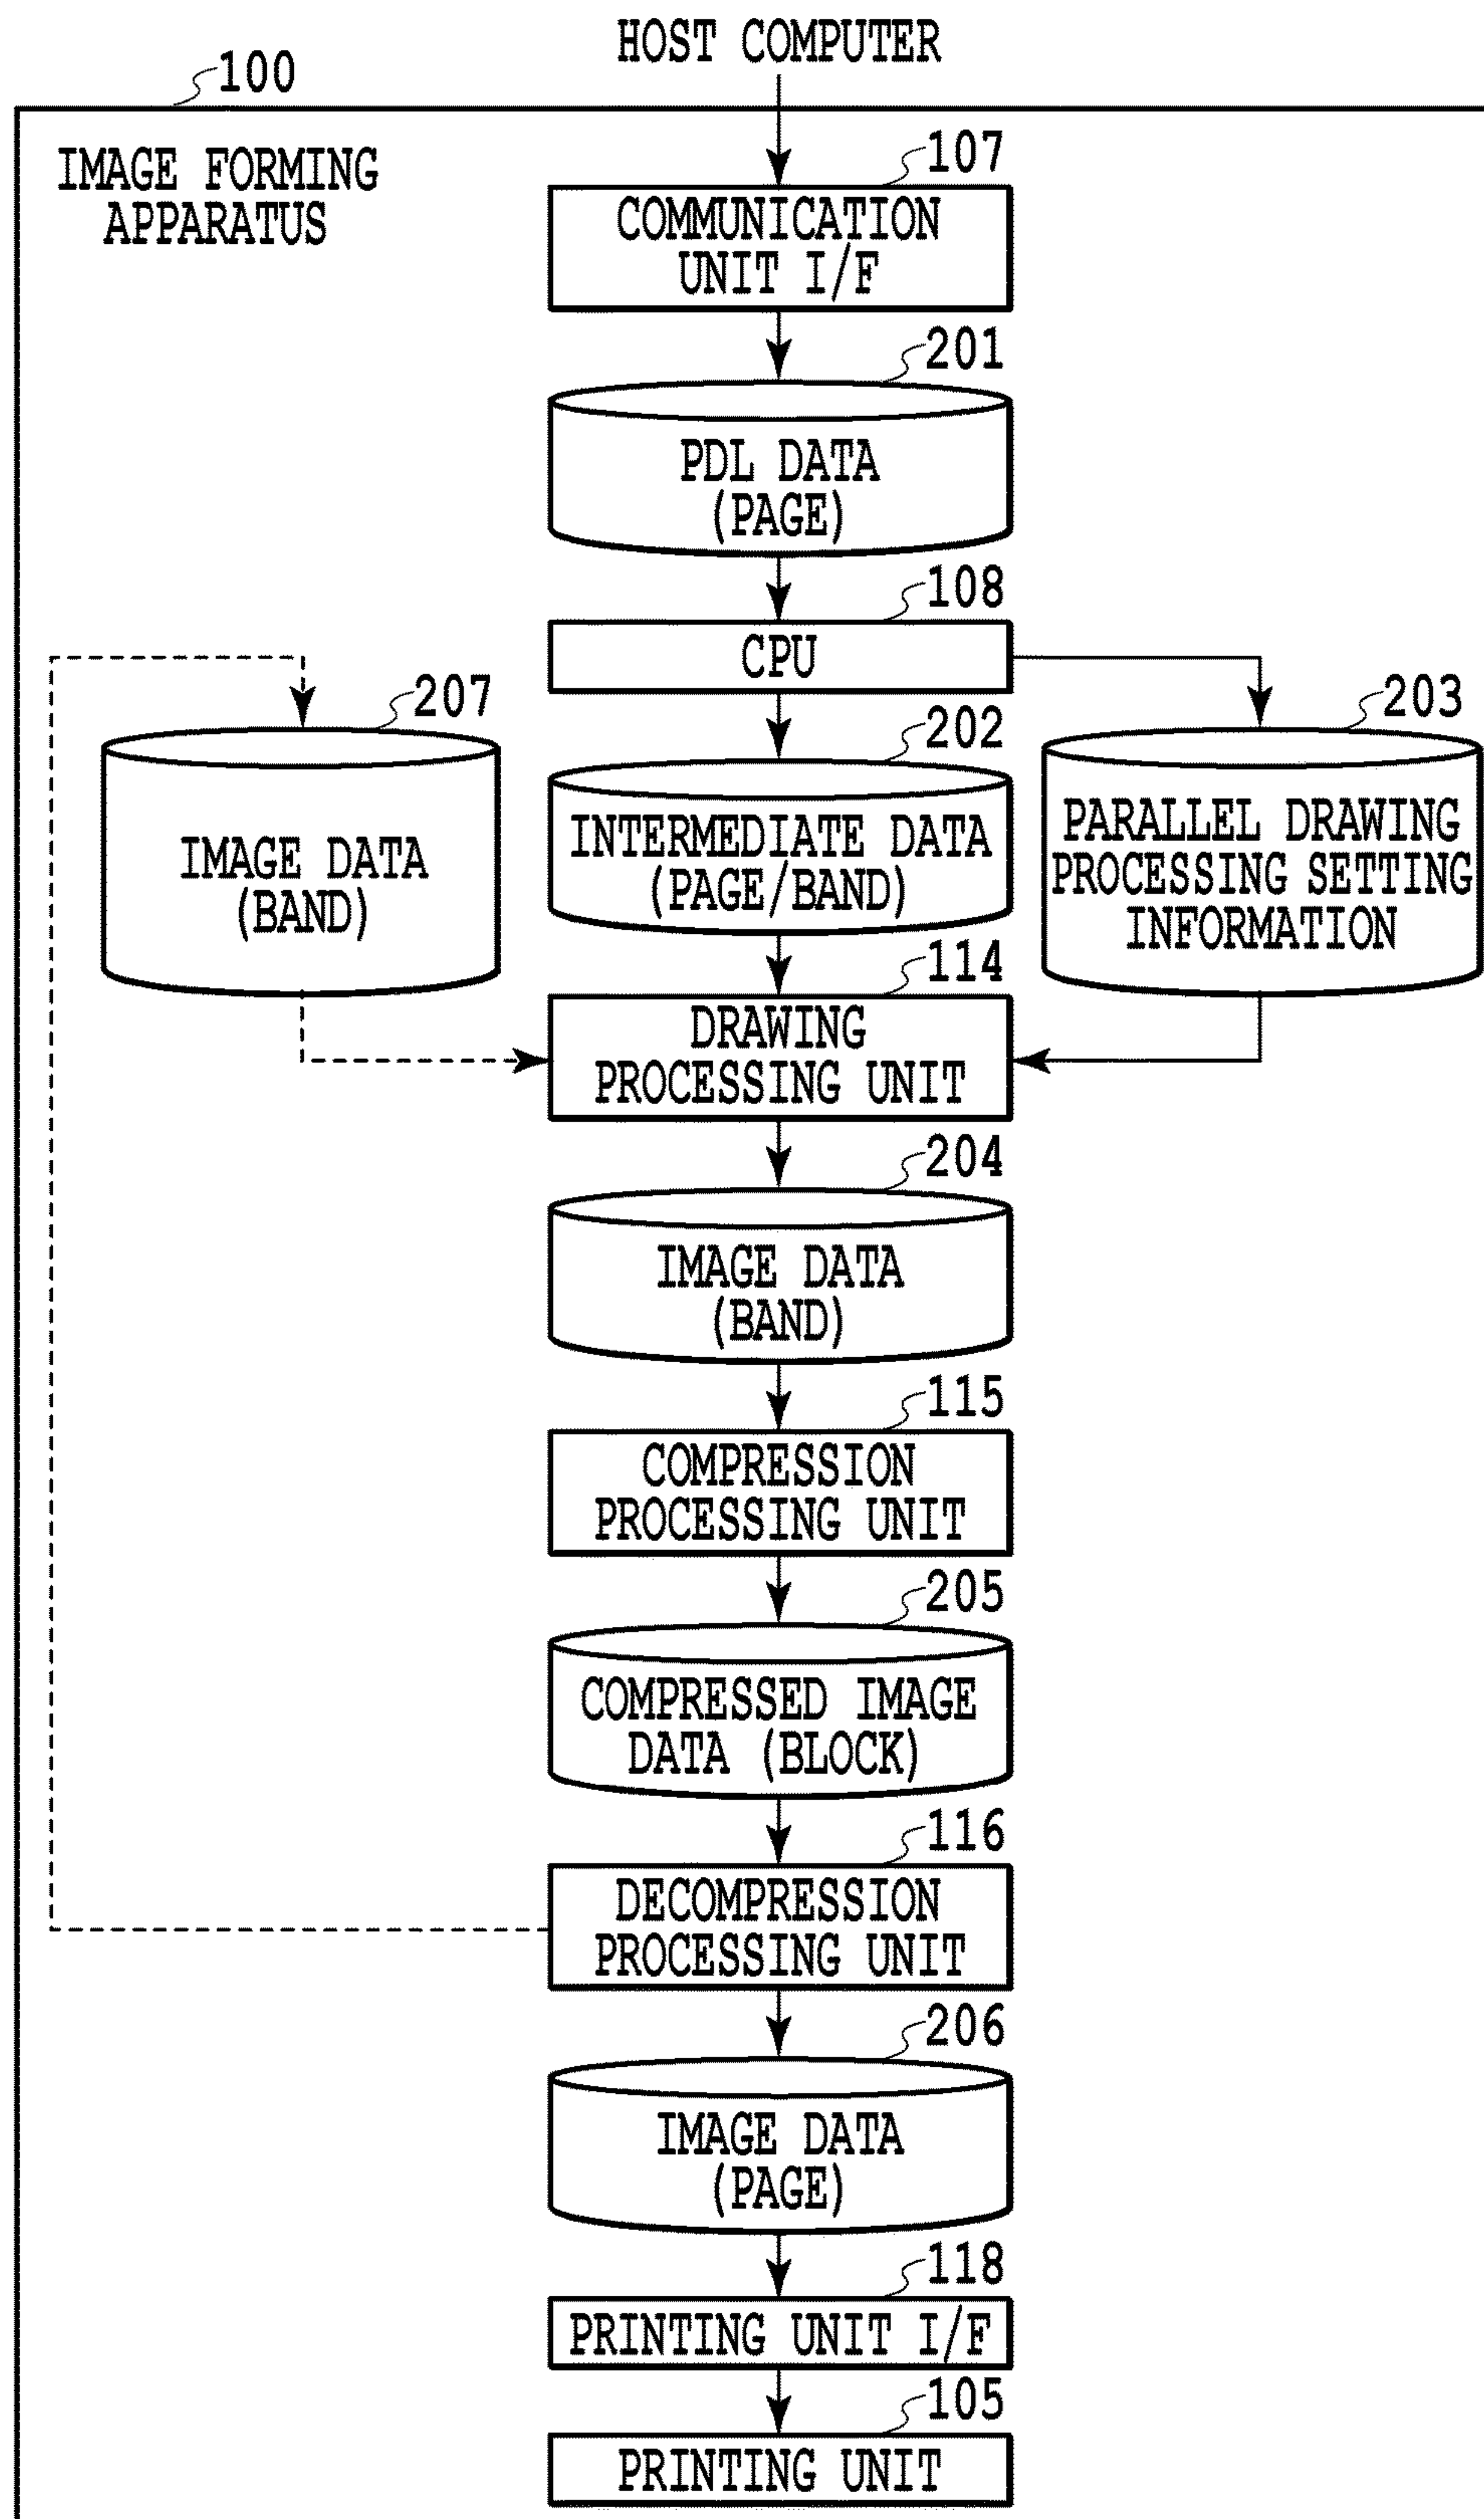 HOST COMPUTER
100
IMAGE FORMING
APPARATUS
107
COMMUNICATION
UNIT I/F
201
PDL DATA
(PAGE)
108
CPU
207
IMAGE DATA
(BAND)
202
INTERMEDIATE DATA
(PAGE/BAND)
203
PARALLEL DRAWING
PROCESSING SETTING
INFORMATION
114
DRAWING
PROCESSING UNIT
204
IMAGE DATA
(BAND)
115
COMPRESSION
PROCESSING UNIT
205
COMPRESSED IMAGE
DATA (BLOCK)
116
DECOMPRESSION
PROCESSING UNIT
206
IMAGE DATA
(PAGE)
118
PRINTING UNIT I/F
105
PRINTING UNIT